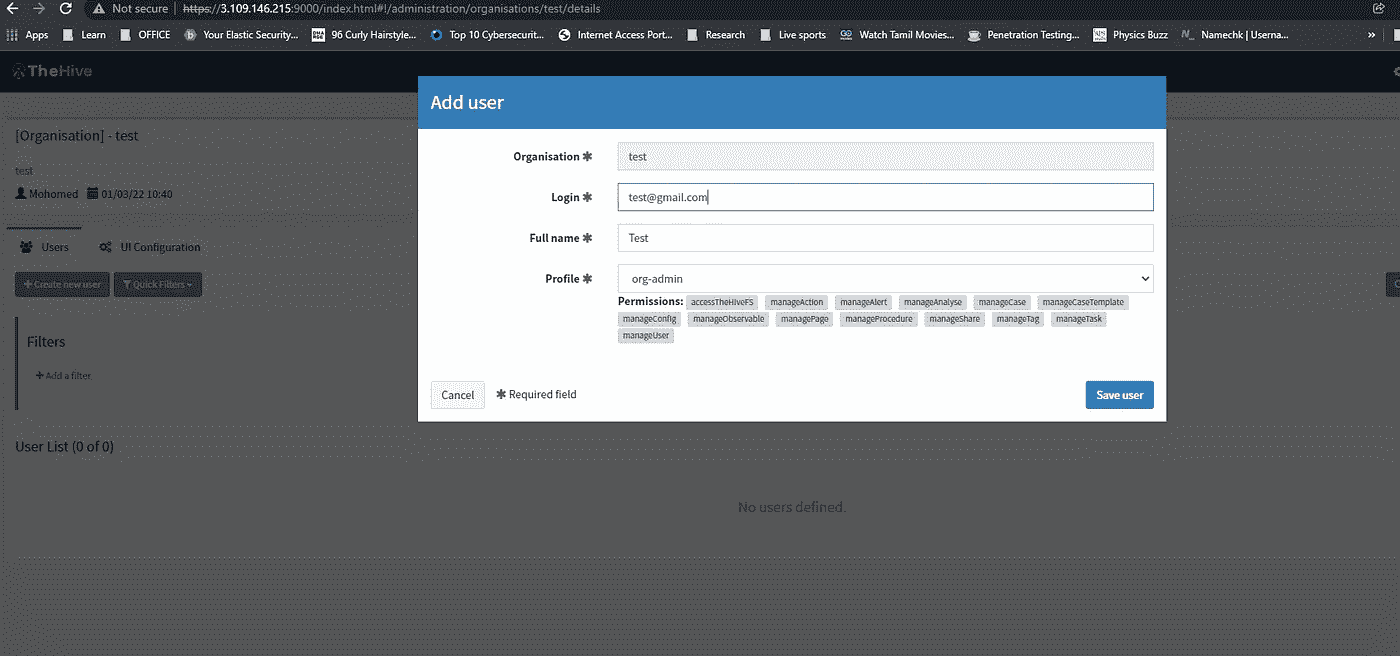 Not secure | https://3.109.146.215:9000/index.html#!/administration/organisations/test/details
Apps Learn OFFICE Your Elastic Security... 96 Curly Hairstyle... Top 10 Cybersecurit... Internet Access Port... Research Live sports Watch Tamil Movies... Penetration Testing... Physics Buzz Namechk | Userna... »
TheHive
Add user
[Organisation] - test
test
Mohomed 01/03/22 10:40
Users UI Configuration
+ Create new user Quick Filters
Filters
+ Add a filter
User List (0 of 0)
No users defined.
Organisation ✱ test
Login ✱ test@gmail.com
Full name ✱ Test
Profile ✱ org-admin
Permissions: accessTheHiveFS manageAction manageAlert manageAnalyse manageCase manageCaseTemplate
manageConfig manageObservable managePage manageProcedure manageShare manageTag manageTask
manageUser
Cancel ✱ Required field Save user